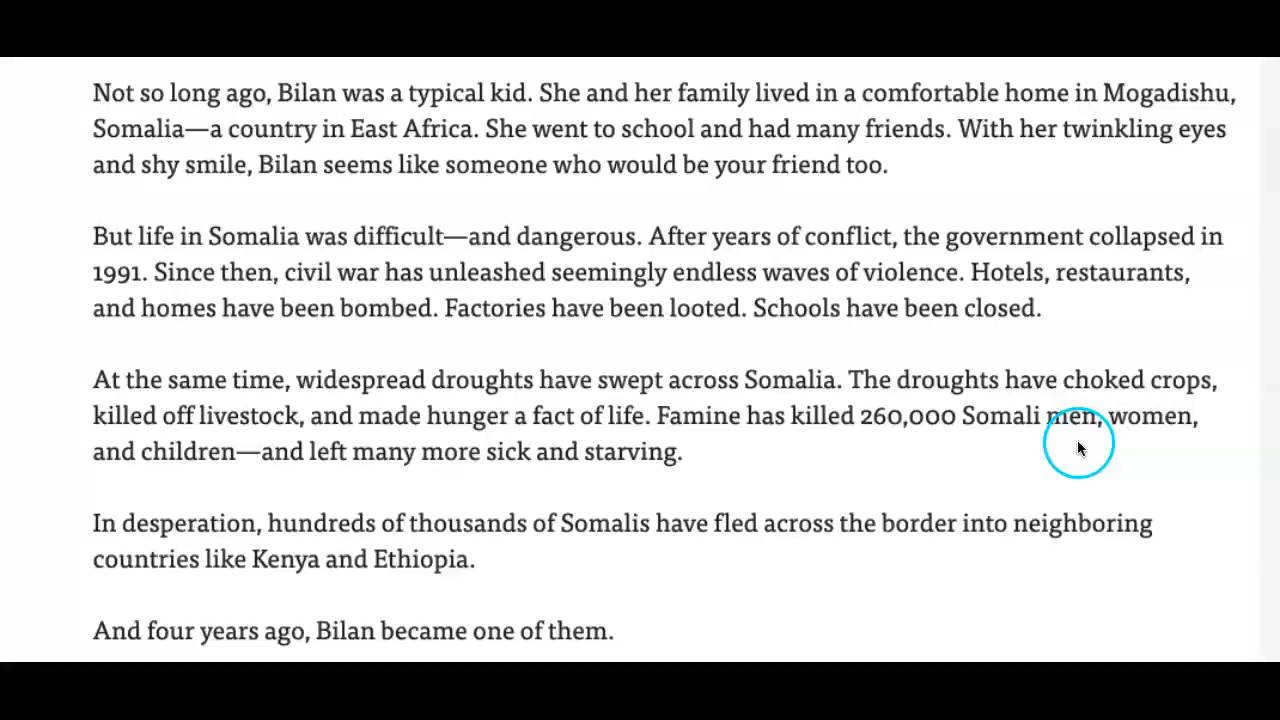 Not so long ago, Bilan was a typical kid. She and her family lived in a comfortable home in Mogadishu,
Somalia—a country in East Africa. She went to school and had many friends. With her twinkling eyes
and shy smile, Bilan seems like someone who would be your friend too.
But life in Somalia was difficult—and dangerous. After years of conflict, the government collapsed in
1991. Since then, civil war has unleashed seemingly endless waves of violence. Hotels, restaurants,
and homes have been bombed. Factories have been looted. Schools have been closed.
At the same time, widespread droughts have swept across Somalia. The droughts have choked crops,
killed off livestock, and made hunger a fact of life. Famine has killed 260,000 Somali men, women,
and children—and left many more sick and starving.
In desperation, hundreds of thousands of Somalis have fled across the border into neighboring
countries like Kenya and Ethiopia.
And four years ago, Bilan became one of them.